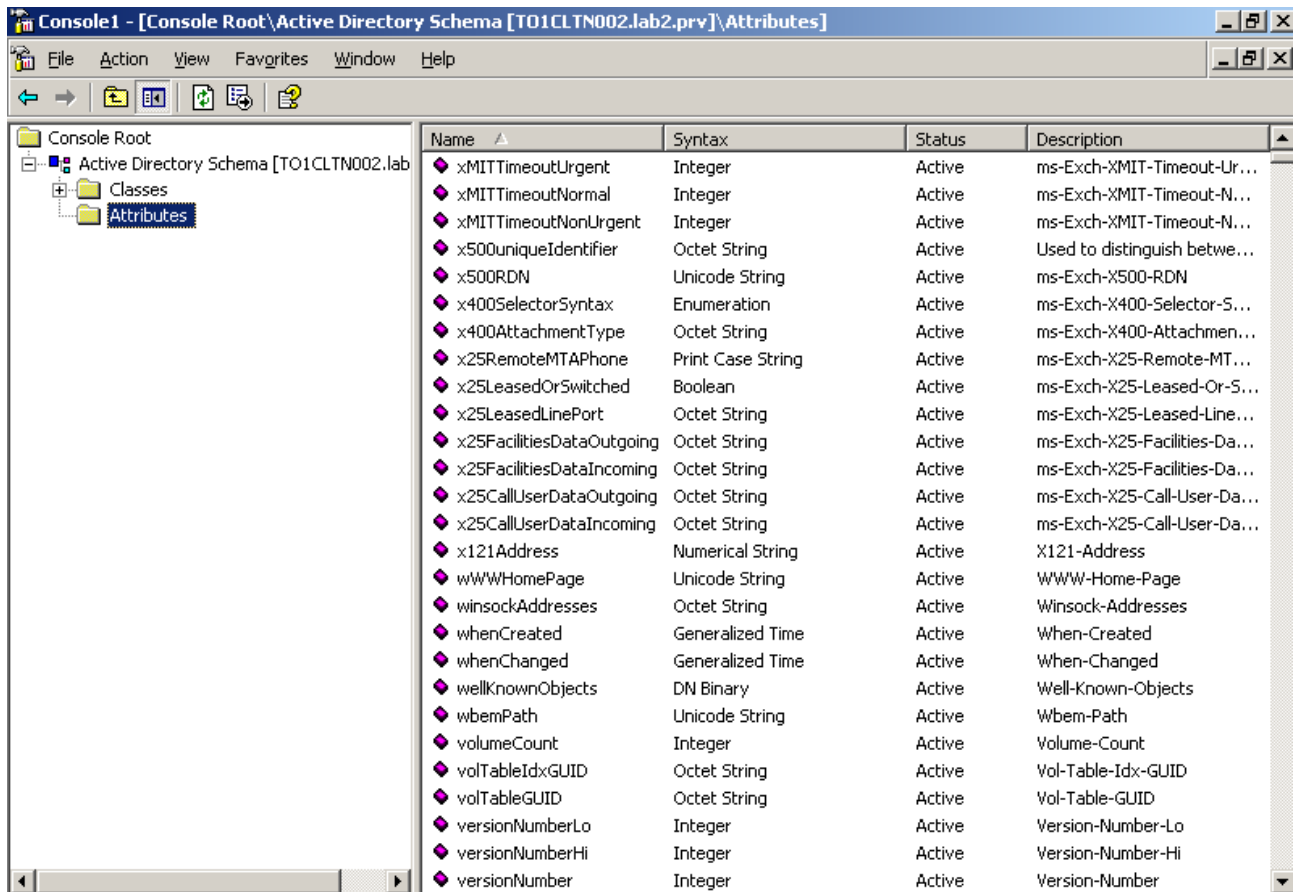 Console1 - [Console Root\Active Directory Schema [TO1CLTN002.lab2.prv]\Attributes]
File Action View Favorites Window Help
Console Root
Active Directory Schema [TO1CLTN002.lab
Classes
Attributes
Name Syntax Status Description
xMITTimeoutUrgent Integer Active ms-Exch-XMIT-Timeout-Ur...
xMITTimeoutNormal Integer Active ms-Exch-XMIT-Timeout-N...
xMITTimeoutNonUrgent Integer Active ms-Exch-XMIT-Timeout-N...
x500uniqueIdentifier Octet String Active Used to distinguish betwe...
x500RDN Unicode String Active ms-Exch-X500-RDN
x400SelectorSyntax Enumeration Active ms-Exch-X400-Selector-S...
x400AttachmentType Octet String Active ms-Exch-X400-Attachmen...
x25RemoteMTAPhone Print Case String Active ms-Exch-X25-Remote-MT...
x25LeasedOrSwitched Boolean Active ms-Exch-X25-Leased-Or-S...
x25LeasedLinePort Octet String Active ms-Exch-X25-Leased-Line...
x25FacilitiesDataOutgoing Octet String Active ms-Exch-X25-Facilities-Da...
x25FacilitiesDataIncoming Octet String Active ms-Exch-X25-Facilities-Da...
x25CallUserDataOutgoing Octet String Active ms-Exch-X25-Call-User-Da...
x25CallUserDataIncoming Octet String Active ms-Exch-X25-Call-User-Da...
x121Address Numerical String Active X121-Address
wWWHomePage Unicode String Active WWW-Home-Page
winsockAddresses Octet String Active Winsock-Addresses
whenCreated Generalized Time Active When-Created
whenChanged Generalized Time Active When-Changed
wellKnownObjects DN Binary Active Well-Known-Objects
wbemPath Unicode String Active Wbem-Path
volumeCount Integer Active Volume-Count
volTableIdxGUID Octet String Active Vol-Table-Idx-GUID
volTableGUID Octet String Active Vol-Table-GUID
versionNumberLo Integer Active Version-Number-Lo
versionNumberHi Integer Active Version-Number-Hi
versionNumber Integer Active Version-Number